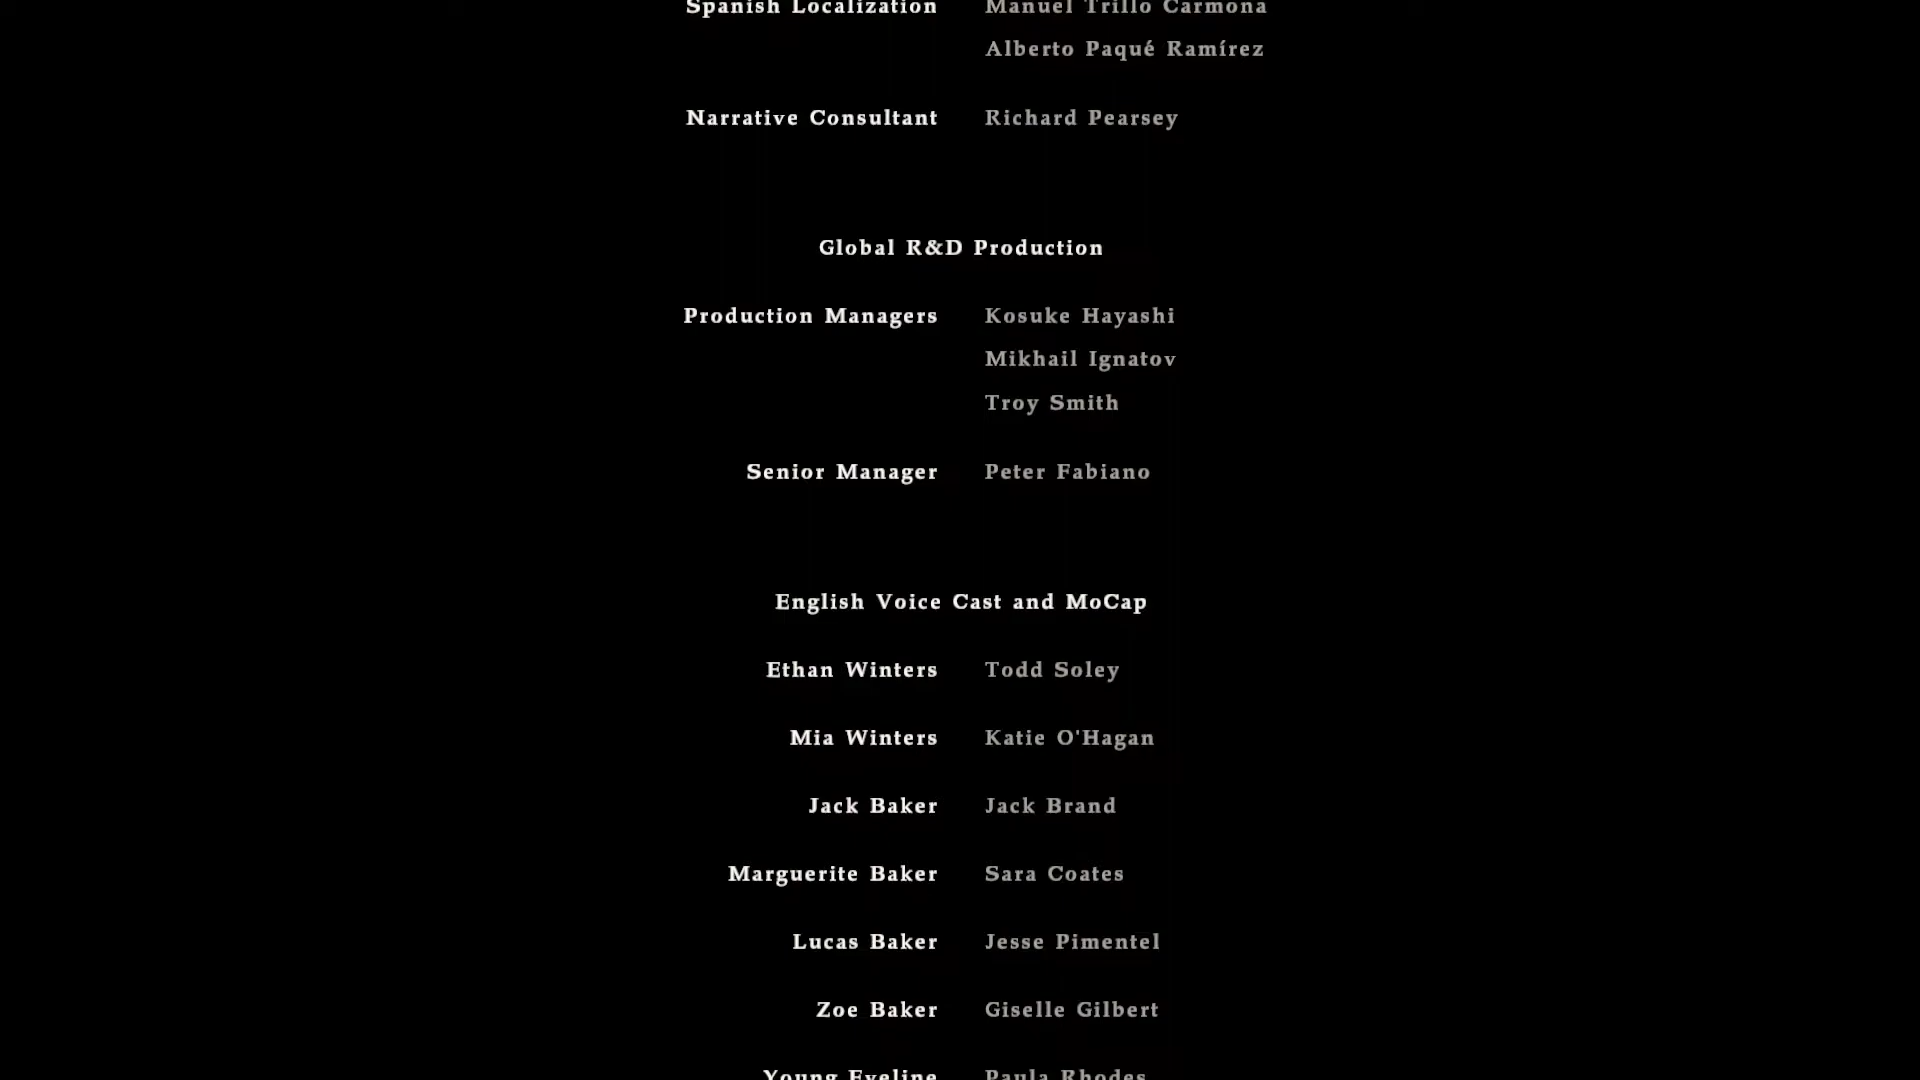 Spanish Localization Manuel Trillo Carmona
Alberto Paqué Ramírez
Narrative Consultant Richard Pearsey
Global R&D Production
Production Managers Kosuke Hayashi
Mikhail Ignatov
Troy Smith
Senior Manager Peter Fabiano
English Voice Cast and MoCap
Ethan Winters Todd Soley
Mia Winters Katie O'Hagan
Jack Baker Jack Brand
Marguerite Baker Sara Coates
Lucas Baker Jesse Pimentel
Zoe Baker Giselle Gilbert
Young Eveline Paula Rhodes